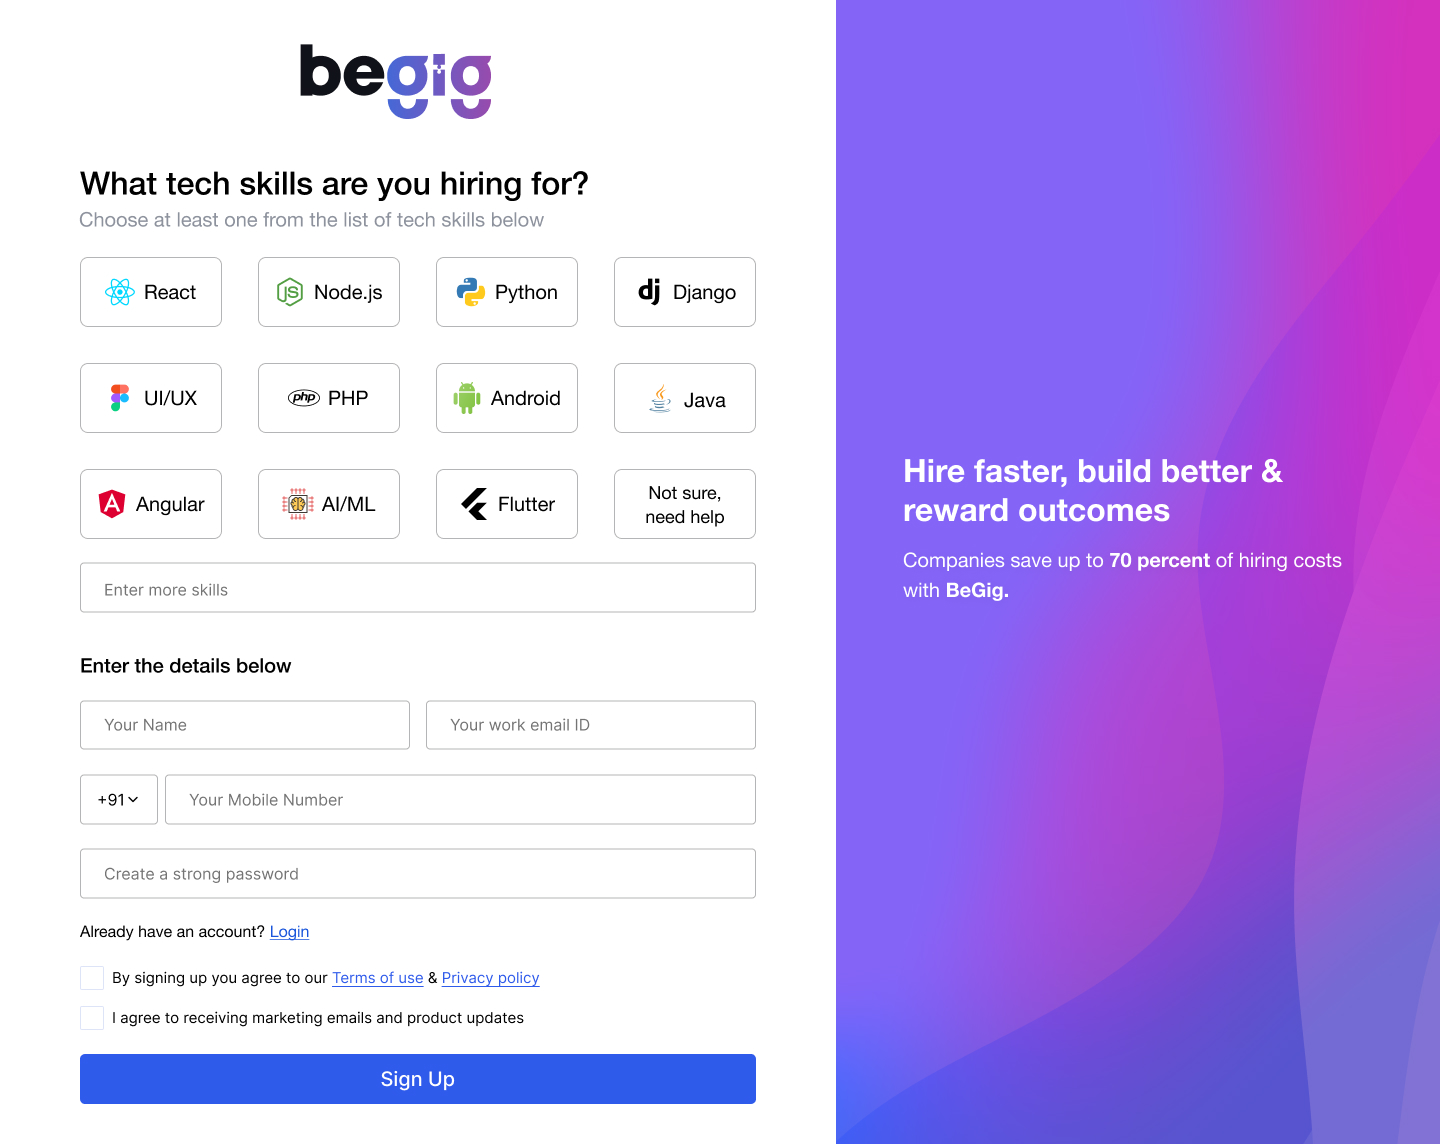 begig
What tech skills are you hiring for?
Choose at least one from the list of tech skills below
React
JS
Node.js
Python
dj
Django
UI/UX
php
PHP
Android
Java
A
Angular
AI/ML
Flutter
Not sure,
need help
Enter more skills
Enter the details below
Your Name
Your work email ID
+91
Your Mobile Number
Create a strong password
Already have an account? Login
By signing up you agree to our Terms of use & Privacy policy
I agree to receiving marketing emails and product updates
Sign Up
Hire faster, build better &
reward outcomes
Companies save up to 70 percent of hiring costs
with BeGig.